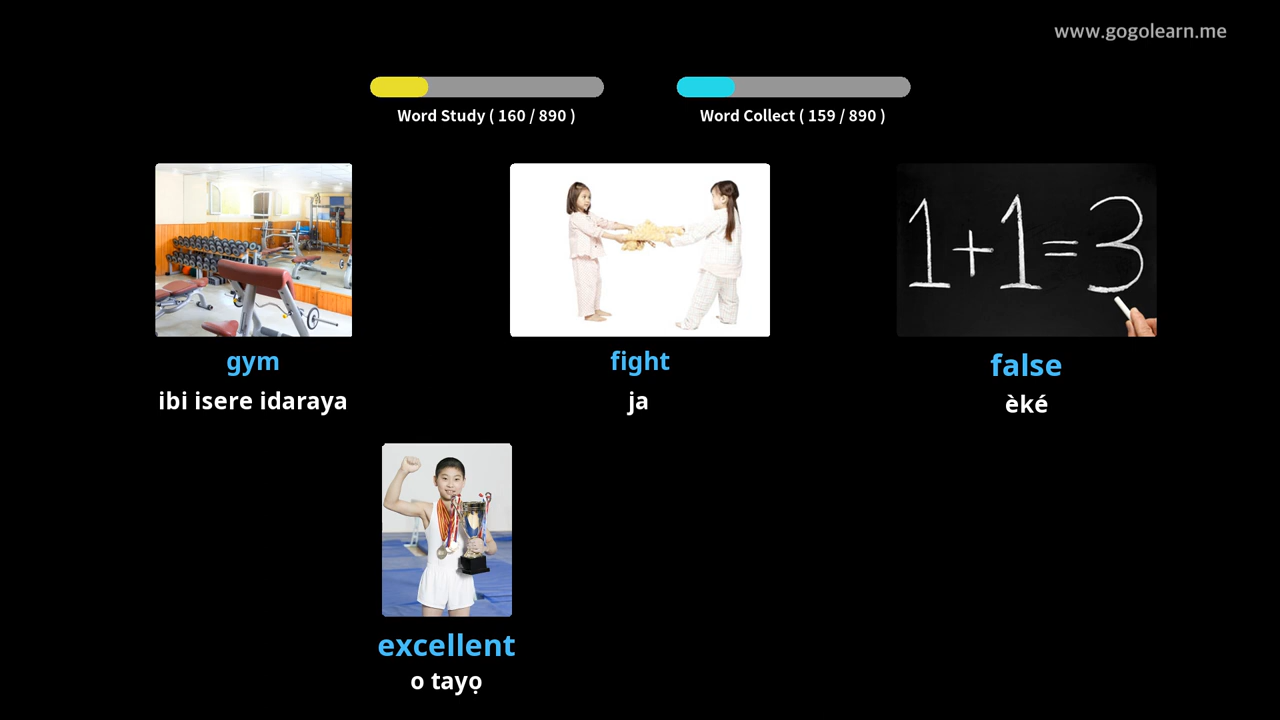 www.gogolearn.me
Word Study ( 160 / 890 )
Word Collect ( 159 / 890 )
1+1=3
gym
fight
false
ibi isere idaraya
ja
èké
excellent
o tayọ